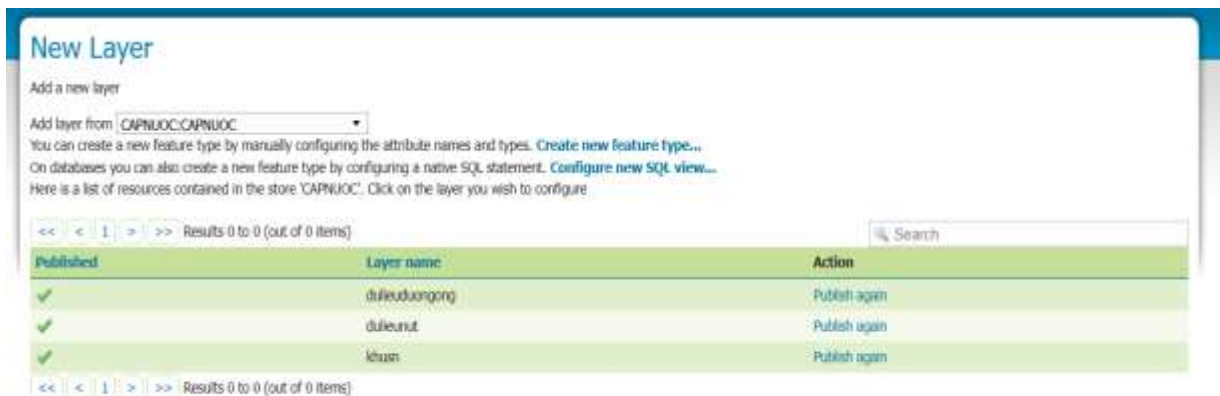 New Layer
Add a new layer
Add layer from CAPNUOC:CAPNUOC
You can create a new feature type by manually configuring the attribute names and types. Create new feature type...
On databases you can also create a new feature type by configuring a native SQL statement. Configure new SQL view...
Here is a list of resources contained in the store 'CAPNUOC'. Click on the layer you wish to configure
<< < 1 > >> Results 0 to 0 (out of 0 items) Search
Published Layer name Action
dulieuduongong Publish again
dulieunut Publish again
khusn Publish again
<< < 1 > >> Results 0 to 0 (out of 0 items)